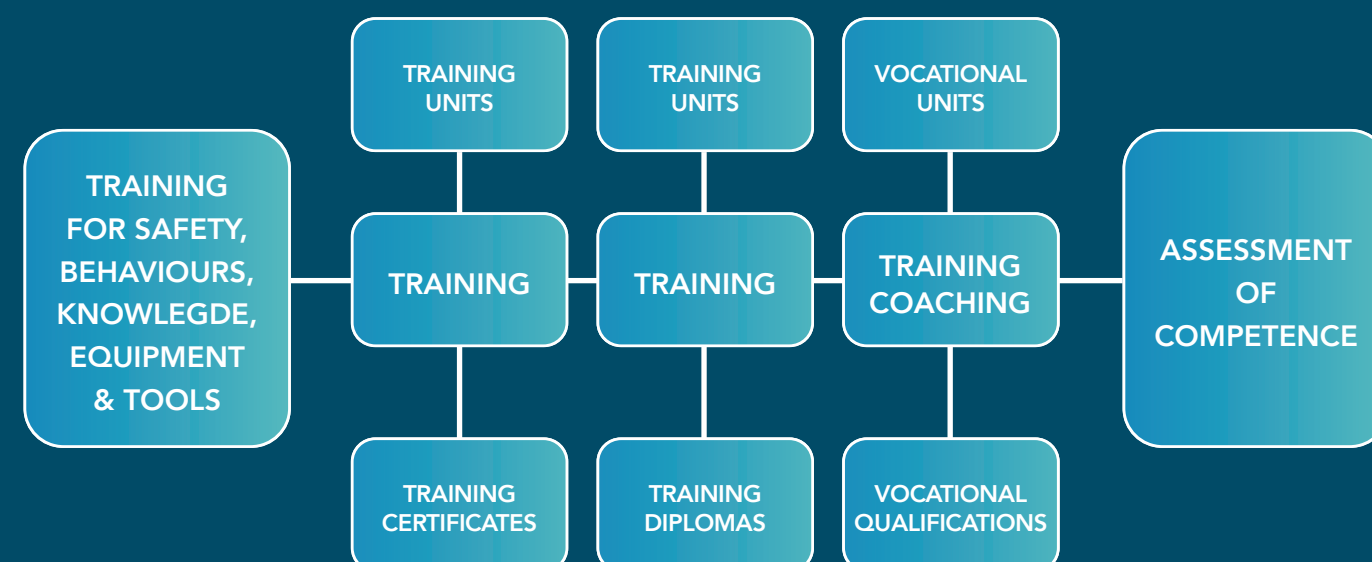 TRAINING
UNITS
TRAINING
UNITS
VOCATIONAL
UNITS
TRAINING
FOR SAFETY,
BEHAVIOURS,
KNOWLEGDE,
EQUIPMENT
& TOOLS
TRAINING
TRAINING
TRAINING
COACHING
ASSESSMENT
OF
COMPETENCE
TRAINING
CERTIFICATES
TRAINING
DIPLOMAS
VOCATIONAL
QUALIFICATIONS